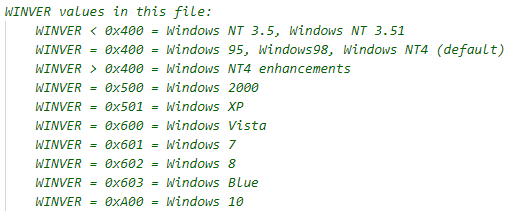 WINVER values in this file:
WINVER < 0x400 = Windows NT 3.5, Windows NT 3.51
WINVER = 0x400 = Windows 95, Windows98, Windows NT4 (default)
WINVER > 0x400 = Windows NT4 enhancements
WINVER = 0x500 = Windows 2000
WINVER = 0x501 = Windows XP
WINVER = 0x600 = Windows Vista
WINVER = 0x601 = Windows 7
WINVER = 0x602 = Windows 8
WINVER = 0x603 = Windows Blue
WINVER = 0xA00 = Windows 10